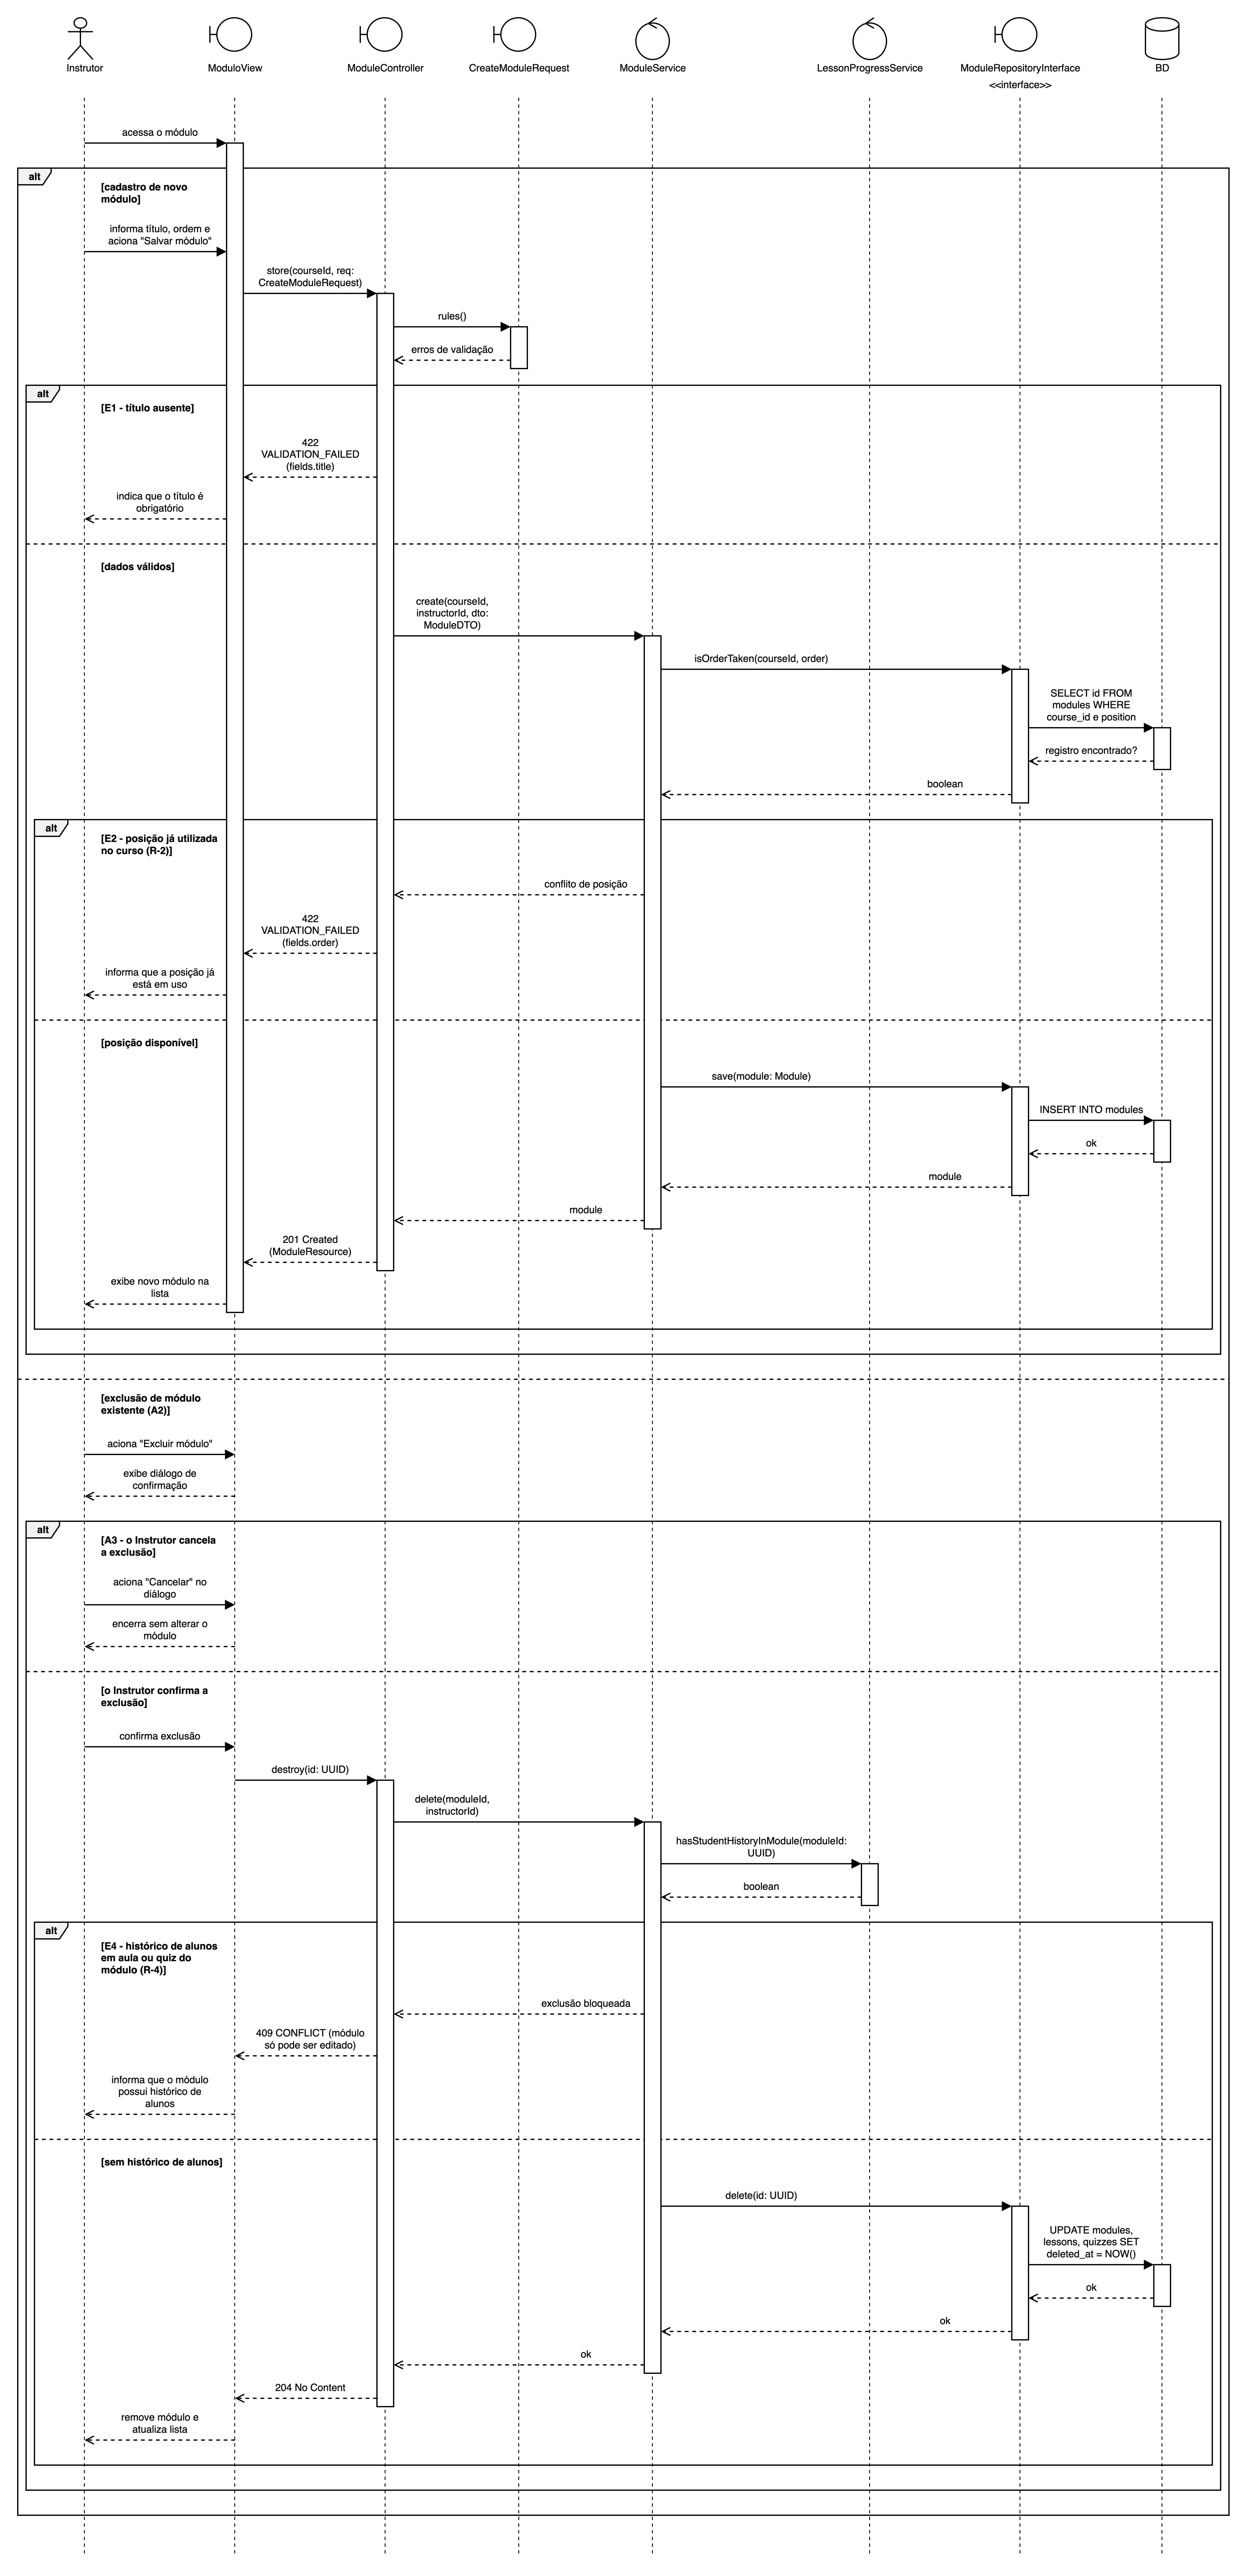 Instrutor
ModuloView
ModuleController
CreateModuleRequest
ModuleService
LessonProgressService
ModuleRepositoryInterface
<<interface>>
BD
acessa o módulo
alt
[cadastro de novo
módulo]
informa título, ordem e
aciona "Salvar módulo"
store(courseId, req:
CreateModuleRequest)
rules()
erros de validação
alt
[E1 - título ausente]
422
VALIDATION_FAILED
(fields.title)
indica que o título é
obrigatório
[dados válidos]
create(courseId,
instructorId, dto:
ModuleDTO)
isOrderTaken(courseId, order)
SELECT id FROM
modules WHERE
course_id e position
registro encontrado?
boolean
alt
[E2 - posição já utilizada
no curso (R-2)]
conflito de posição
422
VALIDATION_FAILED
(fields.order)
informa que a posição já
está em uso
[posição disponível]
save(module: Module)
INSERT INTO modules
ok
module
module
201 Created
(ModuleResource)
exibe novo módulo na
lista
[exclusão de módulo
existente (A2)]
aciona "Excluir módulo"
exibe diálogo de
confirmação
alt
[A3 - o Instrutor cancela
a exclusão]
aciona "Cancelar" no
diálogo
encerra sem alterar o
módulo
[o Instrutor confirma a
exclusão]
confirma exclusão
destroy(id: UUID)
delete(moduleId,
instructorId)
hasStudentHistoryInModule(moduleId:
UUID)
boolean
alt
[E4 - histórico de alunos
em aula ou quiz do
módulo (R-4)]
exclusão bloqueada
409 CONFLICT (módulo
só pode ser editado)
informa que o módulo
possui histórico de
alunos
[sem histórico de alunos]
delete(id: UUID)
UPDATE modules,
lessons, quizzes SET
deleted_at = NOW()
ok
ok
ok
204 No Content
remove módulo e
atualiza lista